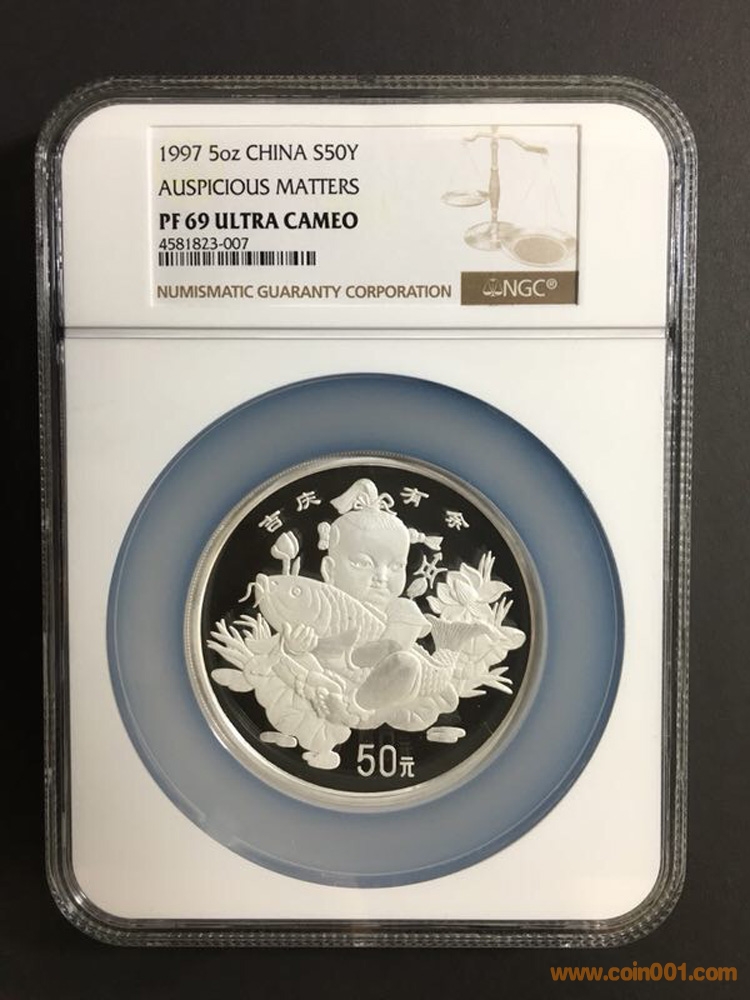 1997 5oz CHINA S50Y
AUSPICIOUS MATTERS
PF 69 ULTRA CAMEO
4581823-007
NUMISMATIC GUARANTY CORPORATION
NGC®
吉庆有余
50元
www.coin001.com